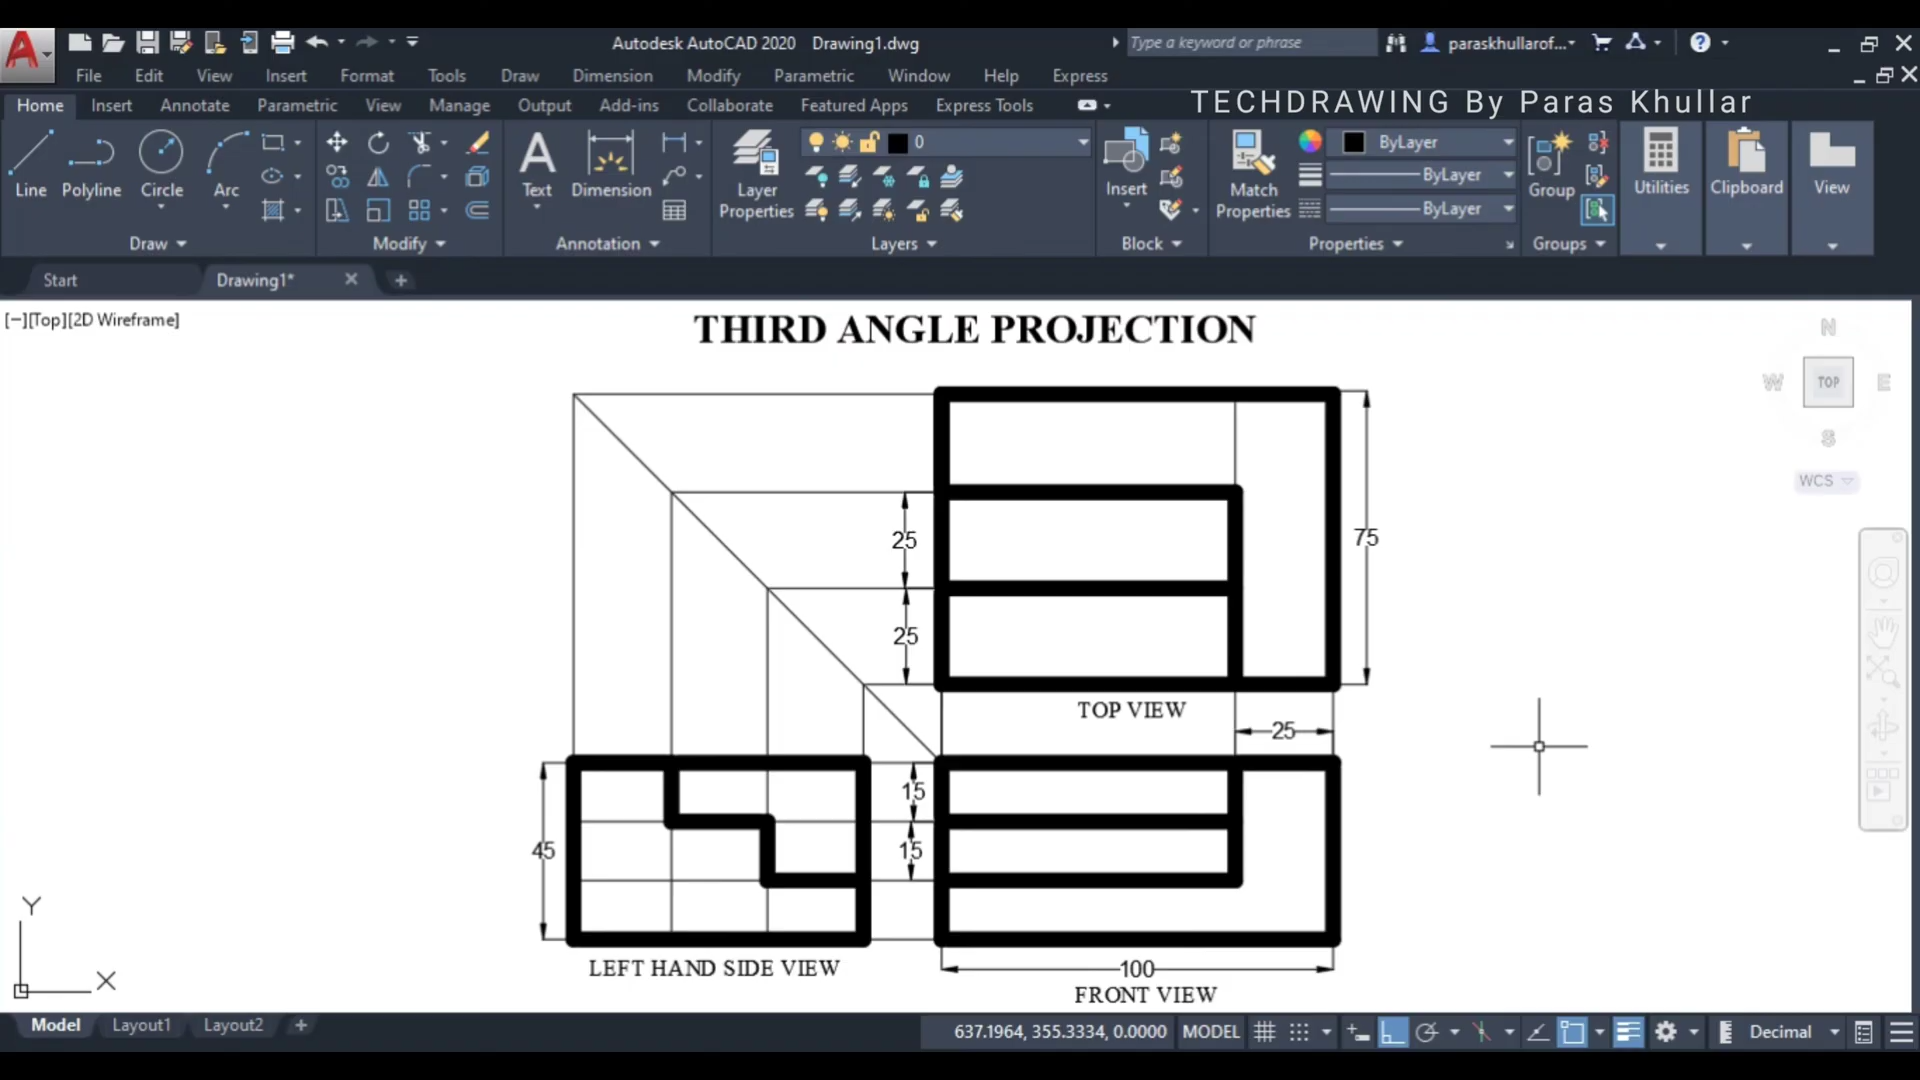 Autodesk AutoCAD 2020 Drawing1.dwg
Type a keyword or phrase
paraskhullarof...
File Edit View Insert Format Tools Draw Dimension Modify Parametric Window Help Express
Home Insert Annotate Parametric View Manage Output Add-ins Collaborate Featured Apps Express Tools
TECHDRAWING By Paras Khullar
0
ByLayer
ByLayer
ByLayer
Line Polyline Circle Arc
Text Dimension
Layer Properties
Insert
Match Properties
Group
Utilities
Clipboard
View
Draw Modify Annotation Layers Block Properties Groups
Start Drawing1* +
[−][Top][2D Wireframe]
THIRD ANGLE PROJECTION
N
W TOP E
S
WCS
25
75
25
TOP VIEW
25
15
45
15
LEFT HAND SIDE VIEW
100
FRONT VIEW
Y
X
Model Layout1 Layout2 +
637.1964, 355.3334, 0.0000 MODEL Decimal